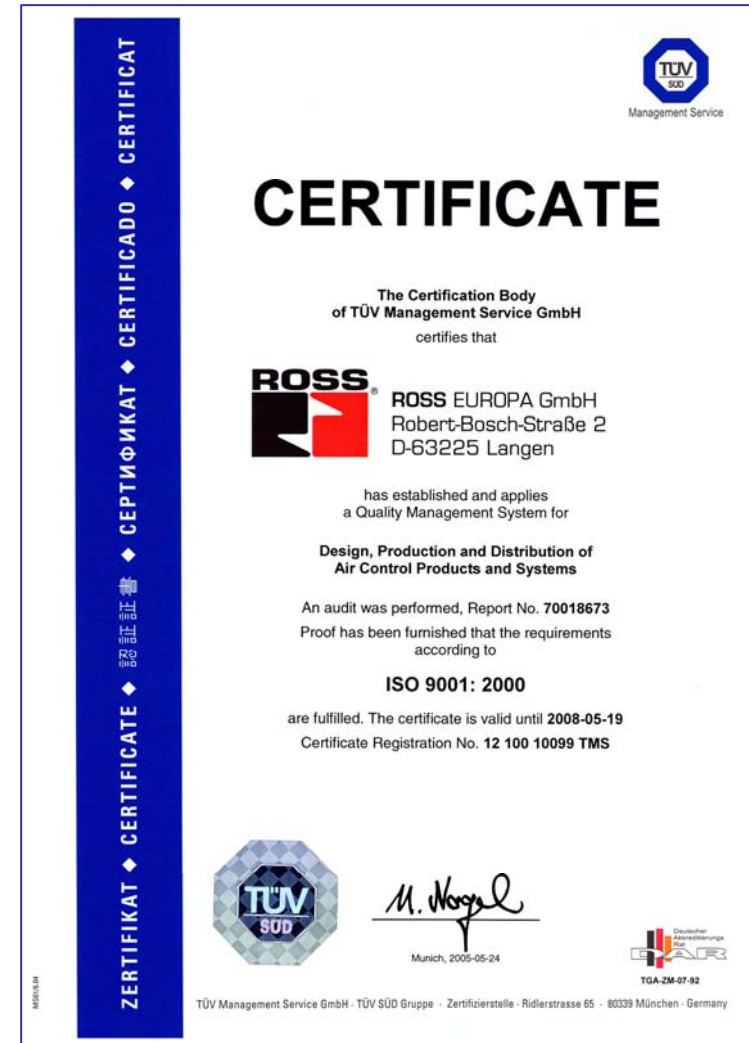 ZERTIFIKAT ◆ CERTIFICATE ◆ 認証証書 ◆ СЕРТИФИКАТ ◆ CERTIFICADO ◆ CERTIFICAT
TÜV
SÜD
Management Service
CERTIFICATE
The Certification Body
of TÜV Management Service GmbH
certifies that
ROSS®
ROSS EUROPA GmbH
Robert-Bosch-Straße 2
D-63225 Langen
has established and applies
a Quality Management System for
Design, Production and Distribution of
Air Control Products and Systems
An audit was performed, Report No. 70018673
Proof has been furnished that the requirements
according to
ISO 9001: 2000
are fulfilled. The certificate is valid until 2008-05-19
Certificate Registration No. 12 100 10099 TMS
TÜV
SÜD
M. Nagel
Munich, 2005-05-24
Deutscher
Akkreditierungs
Rat
DAR
TGA-ZM-07-92
MS01/6.04
TÜV Management Service GmbH · TÜV SÜD Gruppe · Zertifizierstelle · Ridlerstrasse 65 · 80339 München · Germany